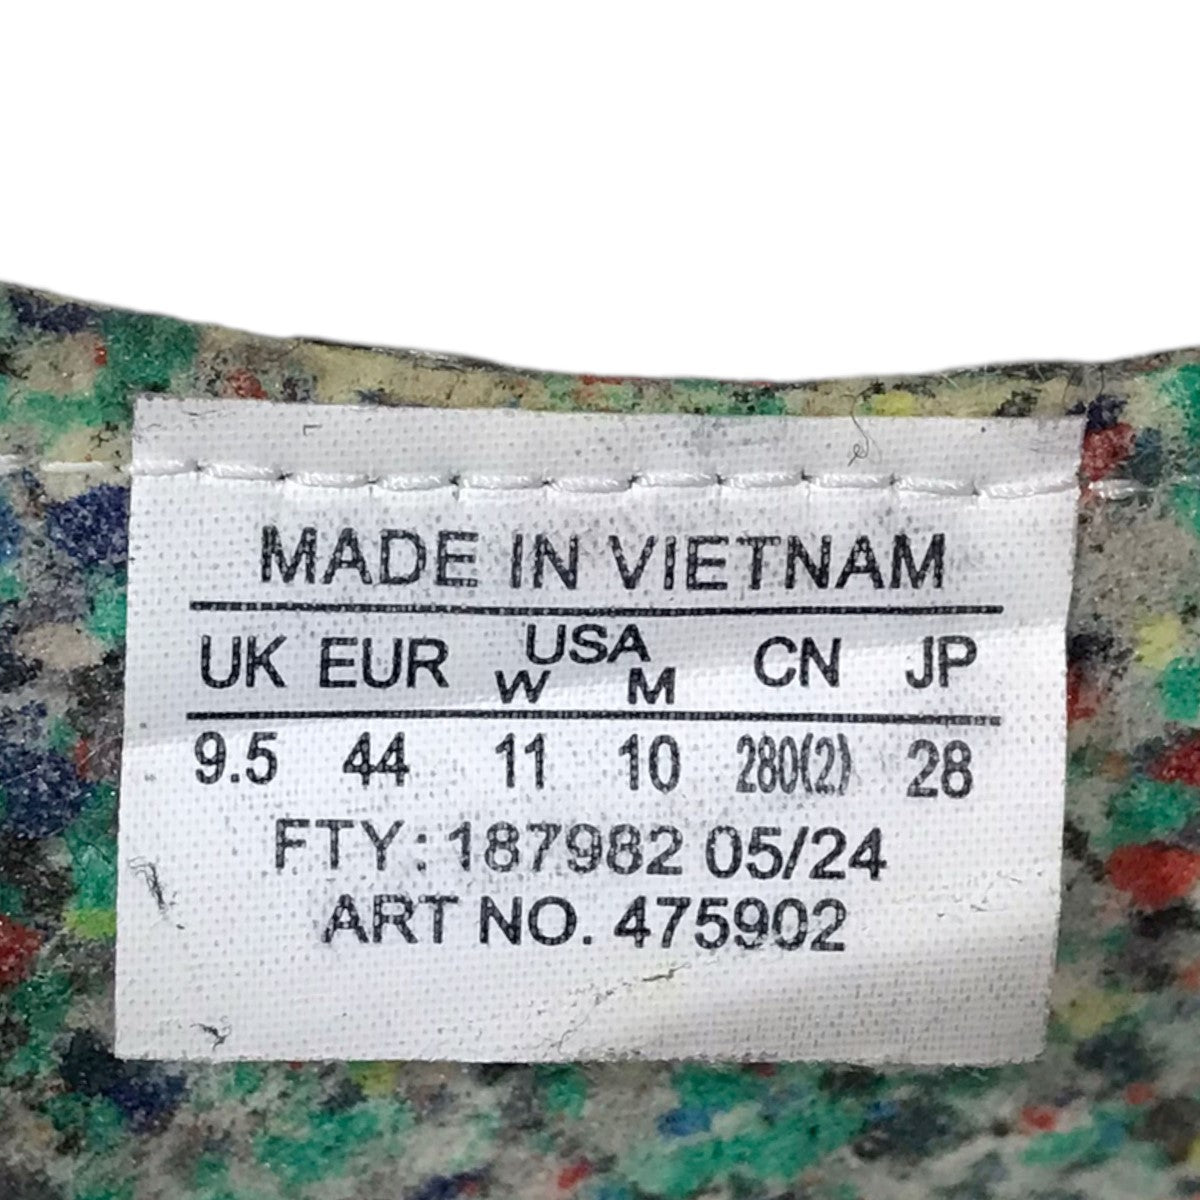 MADE IN VIETNAM
UK EUR USA CN JP
W M
9.5 44 11 10 280(2) 28
FTY: 187982 05/24
ART NO. 475902